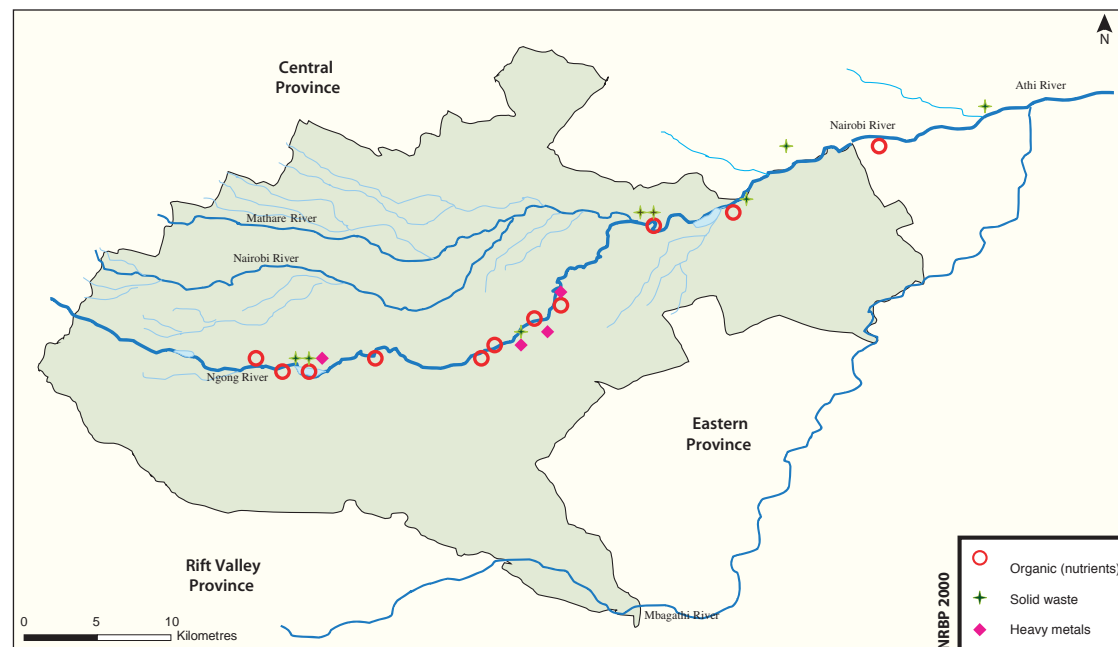 N
Central
Province
Athi River
Nairobi River
Mathare River
Nairobi River
Ngong River
Eastern
Province
Rift Valley
Province
Mbagathi River
0 5 10
Kilometres
NRBP 2000
Organic (nutrients)
Solid waste
Heavy metals